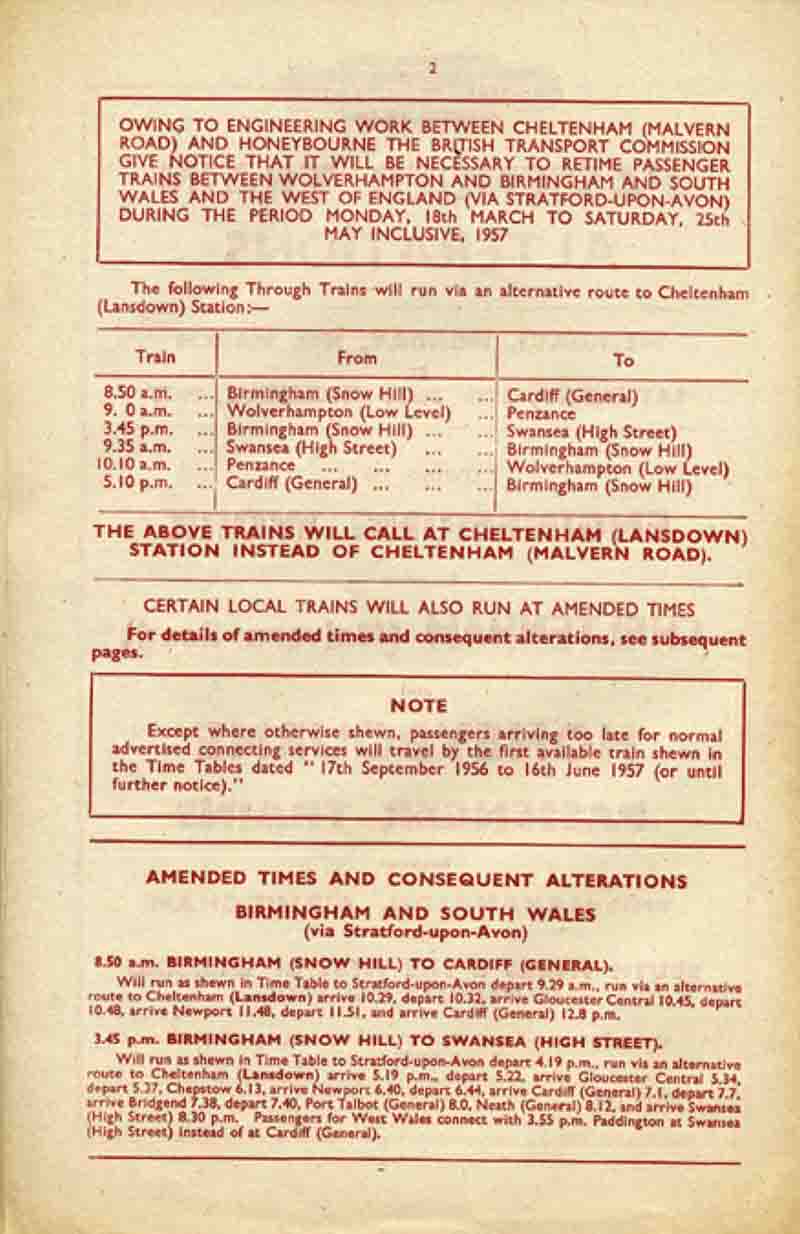 2
OWING TO ENGINEERING WORK BETWEEN CHELTENHAM (MALVERN
ROAD) AND HONEYBOURNE THE BRITISH TRANSPORT COMMISSION
GIVE NOTICE THAT IT WILL BE NECESSARY TO RETIME PASSENGER
TRAINS BETWEEN WOLVERHAMPTON AND BIRMINGHAM AND SOUTH
WALES AND THE WEST OF ENGLAND (VIA STRATFORD-UPON-AVON)
DURING THE PERIOD MONDAY, 18th MARCH TO SATURDAY, 25th
MAY INCLUSIVE, 1957
The following Through Trains will run via an alternative route to Cheltenham
(Lansdown) Station:—
Train From To
8.50 a.m. ... Birmingham (Snow Hill) ... ... Cardiff (General)
9. 0 a.m. ... Wolverhampton (Low Level) ... Penzance
3.45 p.m. ... Birmingham (Snow Hill) ... ... Swansea (High Street)
9.35 a.m. ... Swansea (High Street) ... ... Birmingham (Snow Hill)
10.10 a.m. ... Penzance ... ... ... ... Wolverhampton (Low Level)
5.10 p.m. ... Cardiff (General) ... ... ... Birmingham (Snow Hill)
THE ABOVE TRAINS WILL CALL AT CHELTENHAM (LANSDOWN)
STATION INSTEAD OF CHELTENHAM (MALVERN ROAD).
CERTAIN LOCAL TRAINS WILL ALSO RUN AT AMENDED TIMES
For details of amended times and consequent alterations, see subsequent
pages.
NOTE
Except where otherwise shewn, passengers arriving too late for normal
advertised connecting services will travel by the first available train shewn in
the Time Tables dated "17th September 1956 to 16th June 1957 (or until
further notice)."
AMENDED TIMES AND CONSEQUENT ALTERATIONS
BIRMINGHAM AND SOUTH WALES
(via Stratford-upon-Avon)
8.50 a.m. BIRMINGHAM (SNOW HILL) TO CARDIFF (GENERAL).
Will run as shewn in Time Table to Stratford-upon-Avon depart 9.29 a.m., run via an alternative
route to Cheltenham (Lansdown) arrive 10.29, depart 10.32, arrive Gloucester Central 10.45, depart
10.48, arrive Newport 11.48, depart 11.51, and arrive Cardiff (General) 12.8 p.m.
3.45 p.m. BIRMINGHAM (SNOW HILL) TO SWANSEA (HIGH STREET).
Will run as shewn in Time Table to Stratford-upon-Avon depart 4.19 p.m., run via an alternative
route to Cheltenham (Lansdown) arrive 5.19 p.m., depart 5.22, arrive Gloucester Central 5.34,
depart 5.37, Chepstow 6.13, arrive Newport 6.40, depart 6.44, arrive Cardiff (General) 7.1, depart 7.7,
arrive Bridgend 7.38, depart 7.40, Port Talbot (General) 8.0, Neath (General) 8.12, and arrive Swansea
(High Street) 8.30 p.m. Passengers for West Wales connect with 3.55 p.m. Paddington at Swansea
(High Street) instead of at Cardiff (General).